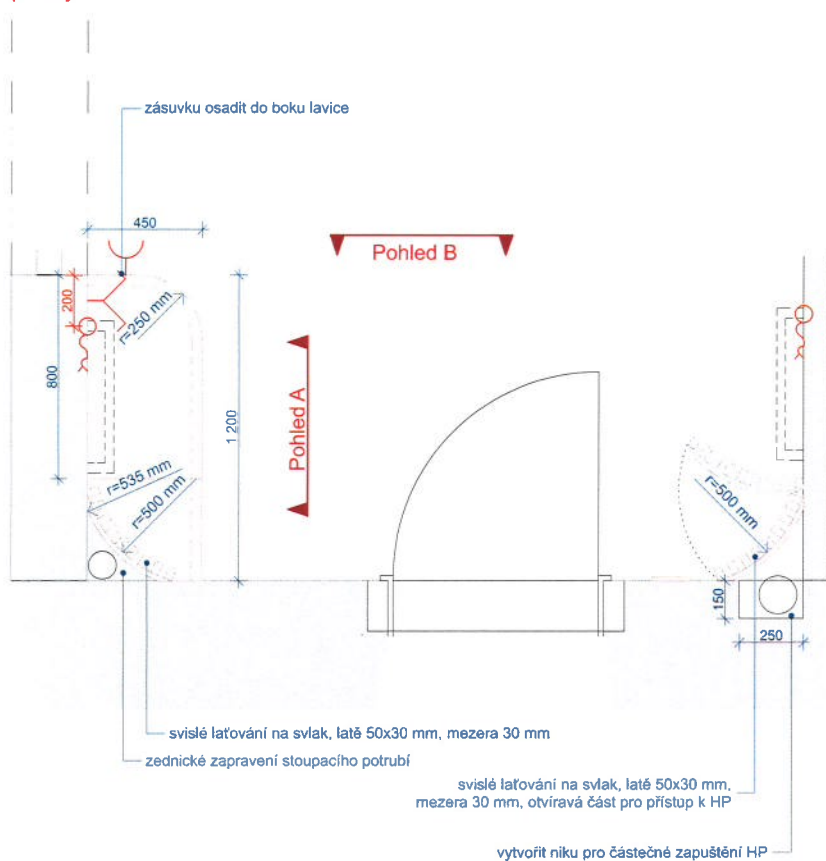 zásuvku osadit do boku lavice
450
Pohled B
200
r=250 mm
800
Pohled A
1 200
r=535 mm
r=500 mm
r=500 mm
150
250
svislé laťování na svlak, latě 50x30 mm, mezera 30 mm
zednické zapravení stoupacího potrubí
svislé laťování na svlak, latě 50x30 mm,
mezera 30 mm, otvíravá část pro přístup k HP
vytvořit niku pro částečné zapuštění HP